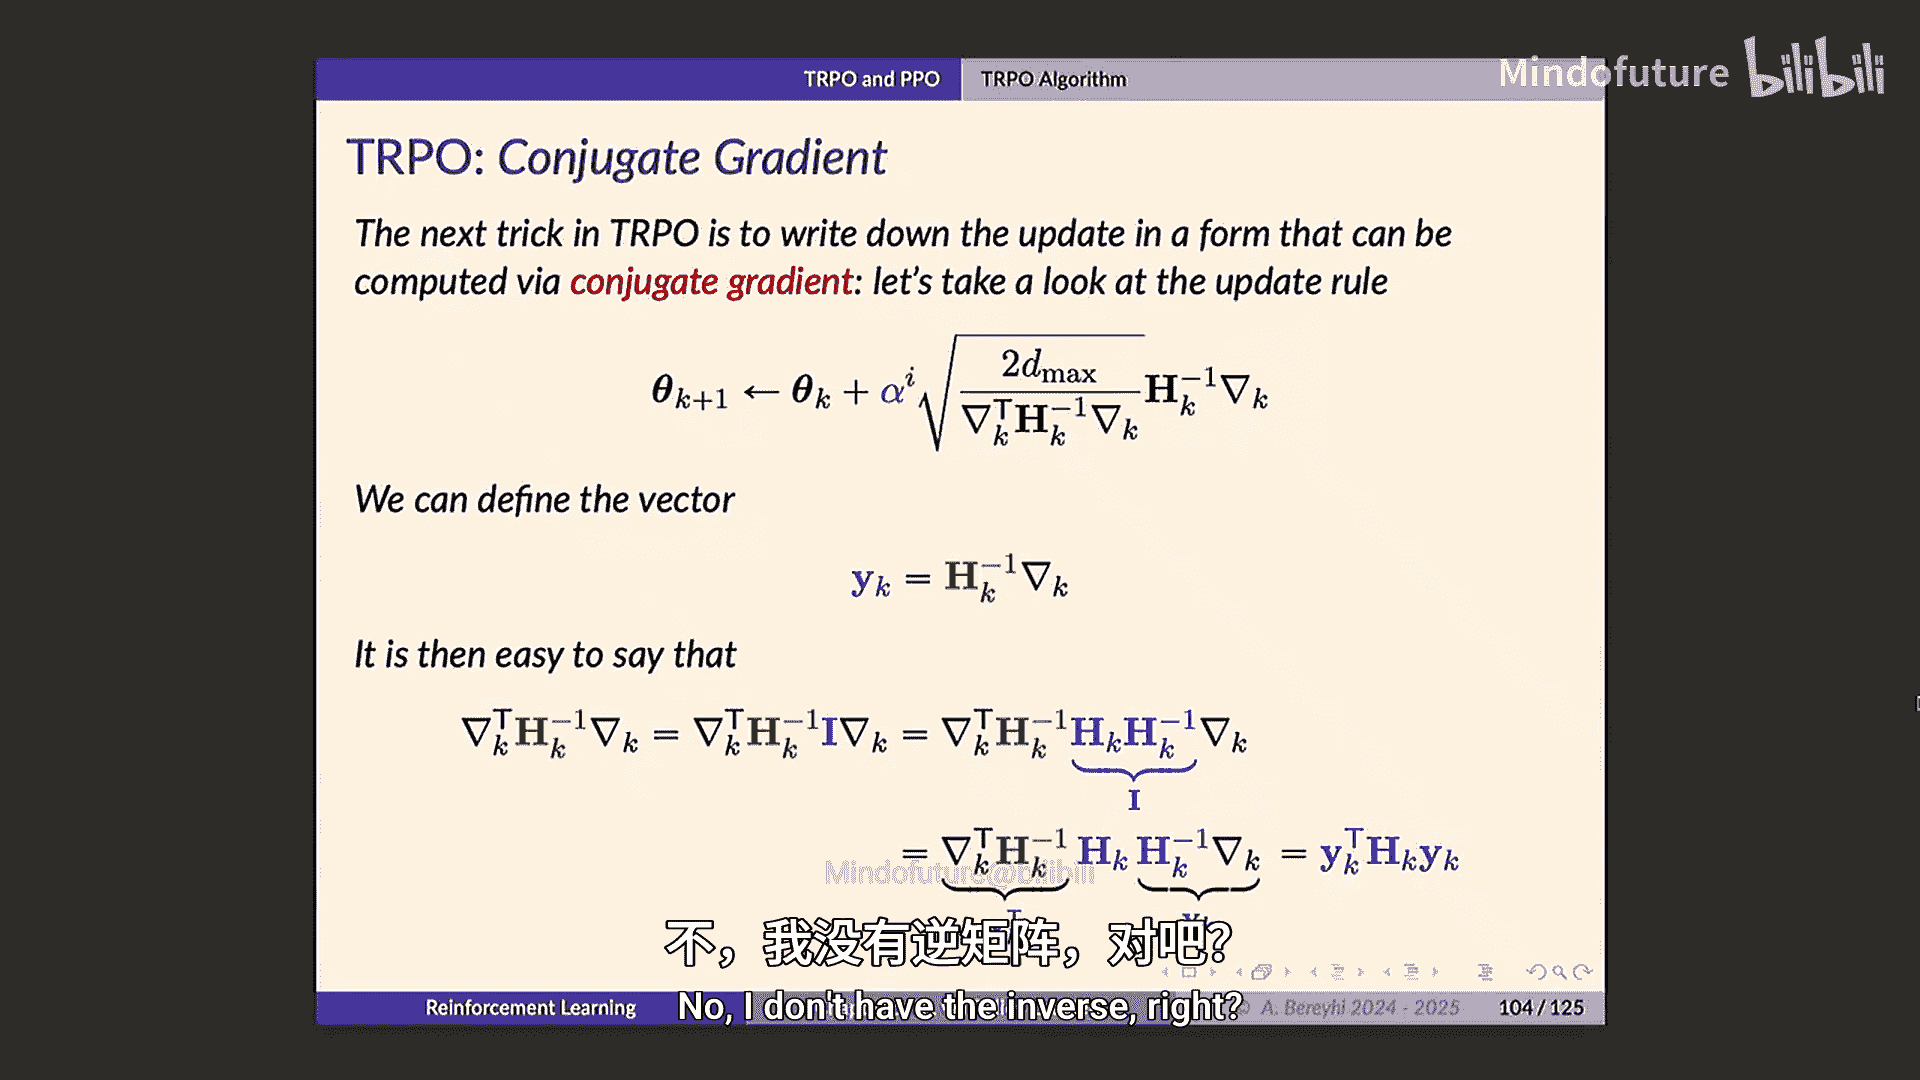 Mindofuture bilibili
TRPO and PPO TRPO Algorithm
TRPO: Conjugate Gradient
The next trick in TRPO is to write down the update in a form that can be
computed via conjugate gradient: let's take a look at the update rule
θ_{k+1} ← θ_k + α^i √(2d_max / ∇_k^T H_k^{-1} ∇_k) H_k^{-1} ∇_k
We can define the vector
y_k = H_k^{-1} ∇_k
It is then easy to say that
∇_k^T H_k^{-1} ∇_k = ∇_k^T H_k^{-1} I ∇_k = ∇_k^T H_k^{-1} H_k H_k^{-1} ∇_k
I
= ∇_k^T H_k^{-1} H_k H_k^{-1} ∇_k = y_k^T H_k y_k
Mindofuture@bilibili
不，我没有逆矩阵，对吧？
No, I don't have the inverse, right?
Reinforcement Learning © A. Bereyhi 2024 - 2025 104 / 125